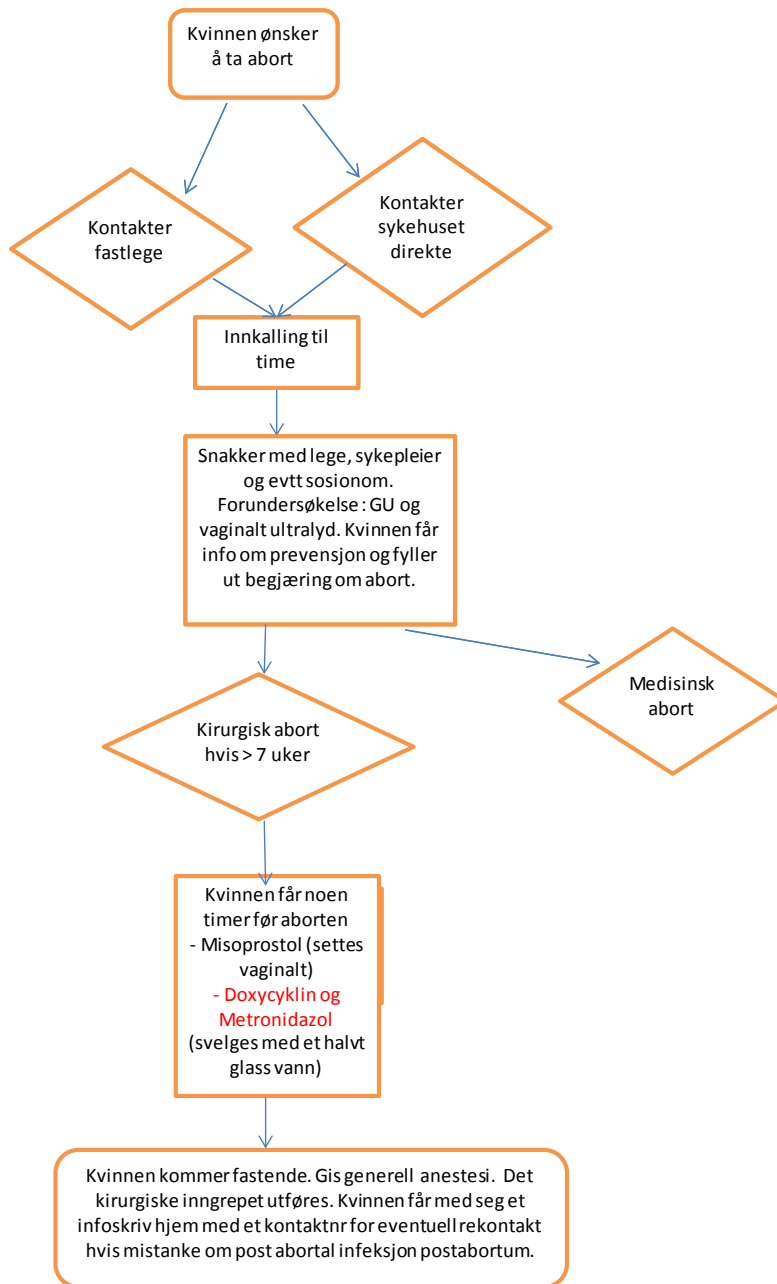 Kvinnen ønsker
å ta abort
Kontakter
fastlege
Kontakter
sykehuset
direkte
Innkalling til
time
Snakker med lege, sykepleier
og evtt sosionom.
Forundersøkelse : GU og
vaginalt ultralyd. Kvinnen får
info om prevensjon og fyller
ut begjæring om abort.
Kirurgisk abort
hvis > 7 uker
Medisinsk
abort
Kvinnen får noen
timer før aborten
- Misoprostol (settes
vaginalt)
- Doxycyklin og
Metronidazol
(svelges med et halvt
glass vann)
Kvinnen kommer fastende. Gis generell anestesi. Det
kirurgiske inngrepet utføres. Kvinnen får med seg et
infoskriv hjem med et kontaktnr for eventuell rekontakt
hvis mistanke om post abortal infeksjon postabortum.